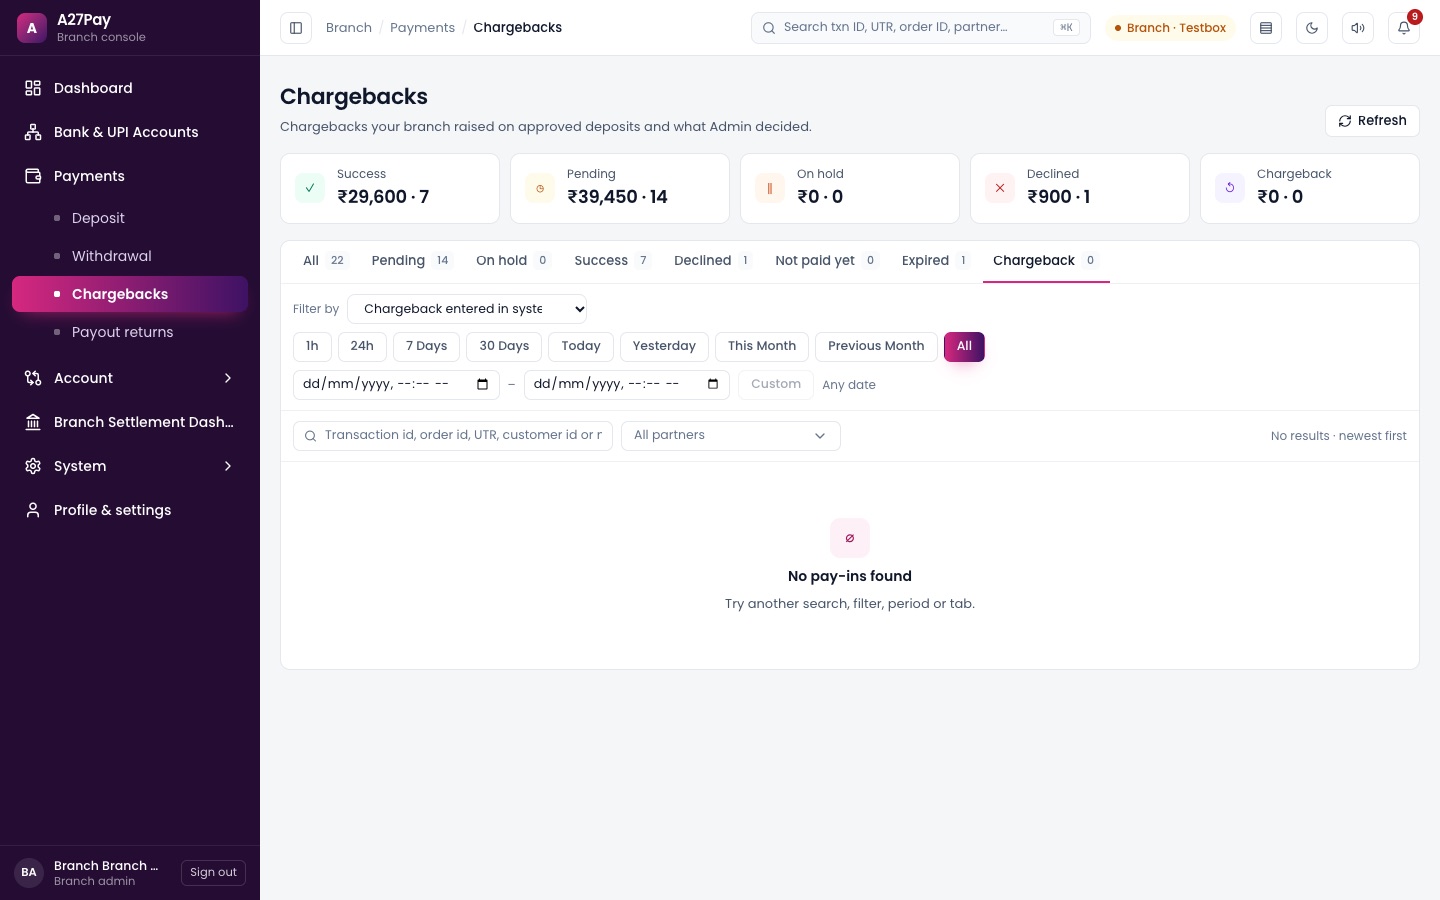 A
A27Pay
Branch console
Dashboard
Bank & UPI Accounts
Payments
Deposit
Withdrawal
Chargebacks
Payout returns
Account
Branch Settlement Dash...
System
Profile & settings
BA
Branch Branch ...
Branch admin
Sign out
Branch / Payments / Chargebacks
Search txn ID, UTR, order ID, partner...
⌘K
Branch · Testbox
9
Chargebacks
Chargebacks your branch raised on approved deposits and what Admin decided.
Refresh
Success
₹29,600 · 7
Pending
₹39,450 · 14
On hold
₹0 · 0
Declined
₹900 · 1
Chargeback
₹0 · 0
All 22 Pending 14 On hold 0 Success 7 Declined 1 Not paid yet 0 Expired 1 Chargeback 0
Filter by Chargeback entered in syste
1h 24h 7 Days 30 Days Today Yesterday This Month Previous Month All
dd/mm/yyyy, --:-- -- – dd/mm/yyyy, --:-- -- Custom Any date
Transaction id, order id, UTR, customer id or r All partners No results · newest first
No pay-ins found
Try another search, filter, period or tab.